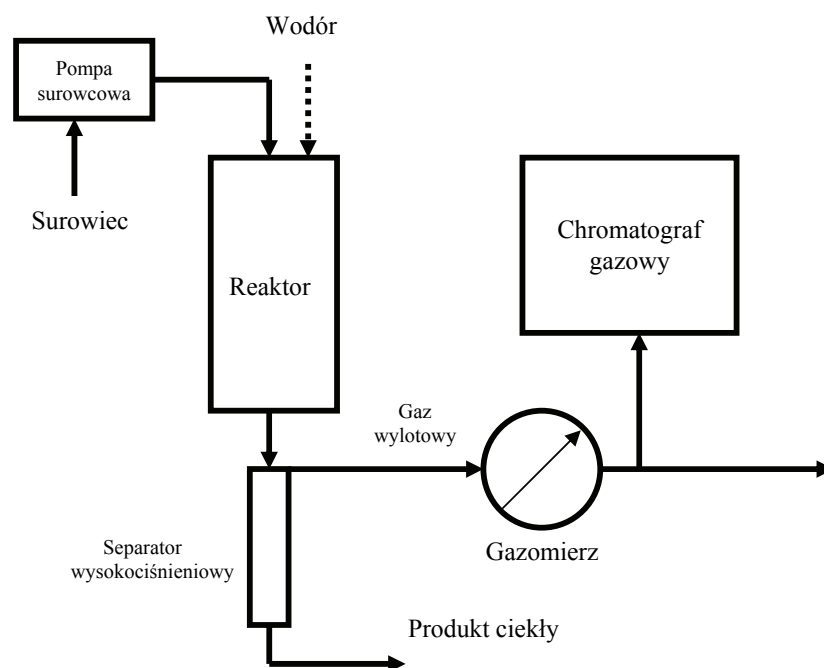 Wodór
Pompa
surowcowa
Surowiec
Reaktor
Chromatograf
gazowy
Gaz
wylotowy
Gazomierz
Separator
wysokociśnieniowy
Produkt ciekły